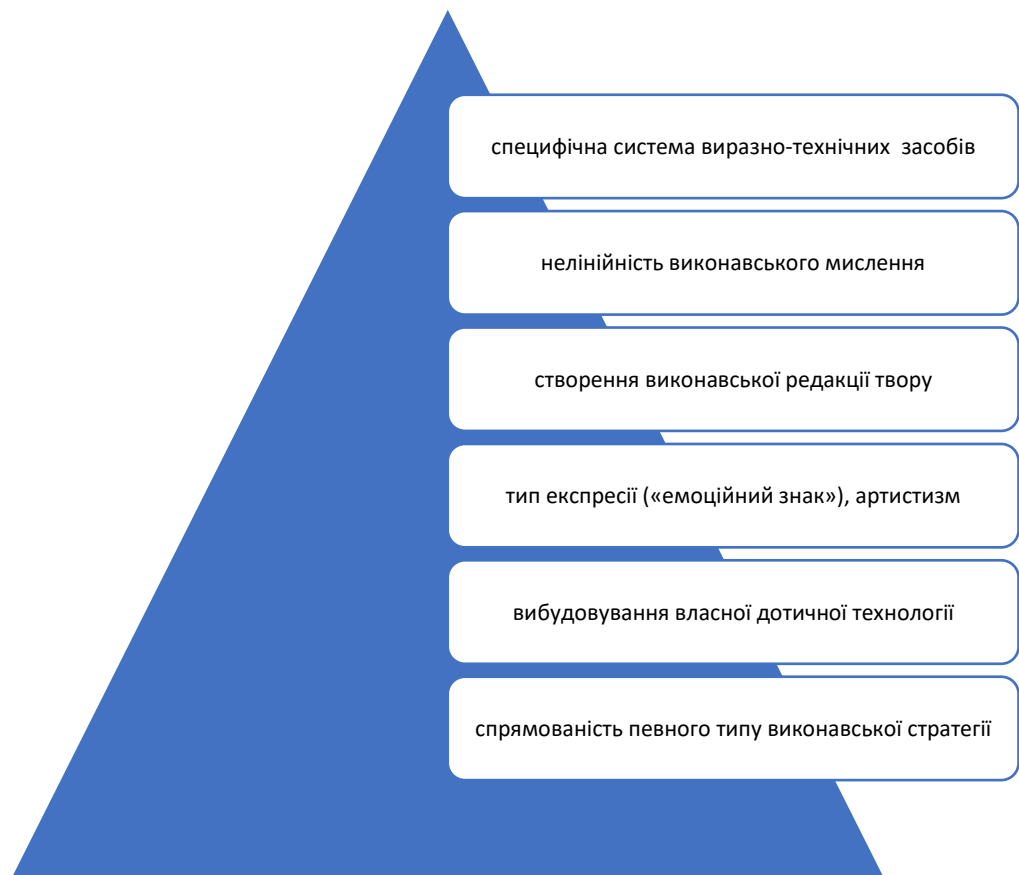 специфічна система виразно-технічних засобів
нелінійність виконавського мислення
створення виконавської редакції твору
тип експресії («емоційний знак»), артистизм
вибудовування власної дотичної технології
спрямованість певного типу виконавської стратегії